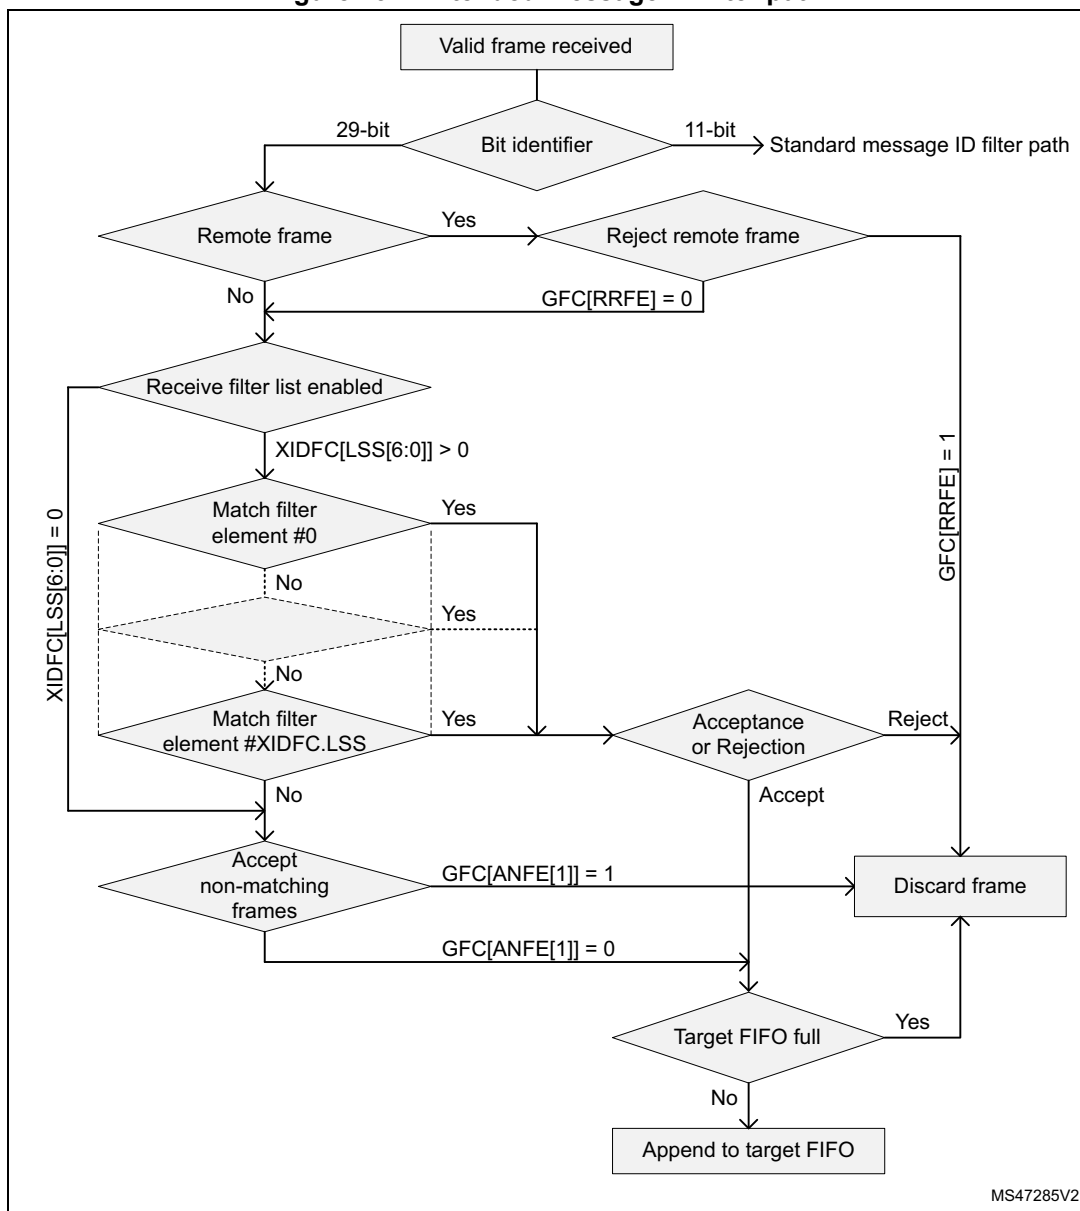 Valid frame received
29-bit
Bit identifier
11-bit
Standard message ID filter path
Remote frame
Yes
Reject remote frame
No
GFC[RRFE] = 0
Receive filter list enabled
XIDFC[LSS[6:0]] > 0
GFC[RRFE] = 1
XIDFC[LSS[6:0]] = 0
Match filter
element #0
Yes
No
Yes
No
Match filter
element #XIDFC.LSS
Yes
Acceptance
or Rejection
Reject
No
Accept
Accept
non-matching
frames
GFC[ANFE[1]] = 1
Discard frame
GFC[ANFE[1]] = 0
Target FIFO full
Yes
No
Append to target FIFO
MS47285V2